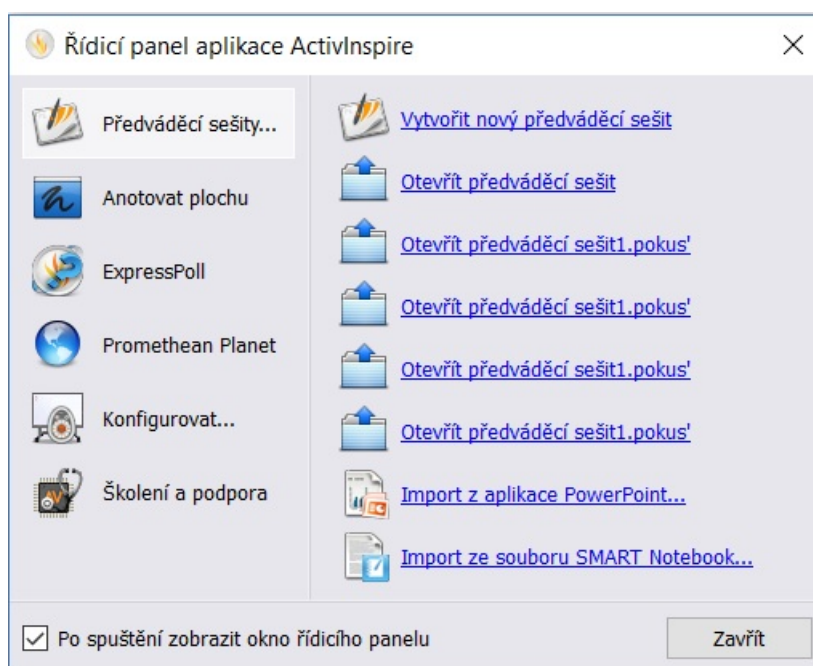 Řídicí panel aplikace ActivInspire
Předváděcí sešity...
Anotovat plochu
ExpressPoll
Promethean Planet
Konfigurovat...
Školení a podpora
Vytvořit nový předváděcí sešit
Otevřít předváděcí sešit
Otevřít předváděcí sešit1.pokus'
Otevřít předváděcí sešit1.pokus'
Otevřít předváděcí sešit1.pokus'
Otevřít předváděcí sešit1.pokus'
Import z aplikace PowerPoint...
Import ze souboru SMART Notebook...
Po spuštění zobrazit okno řídicího panelu
Zavřít